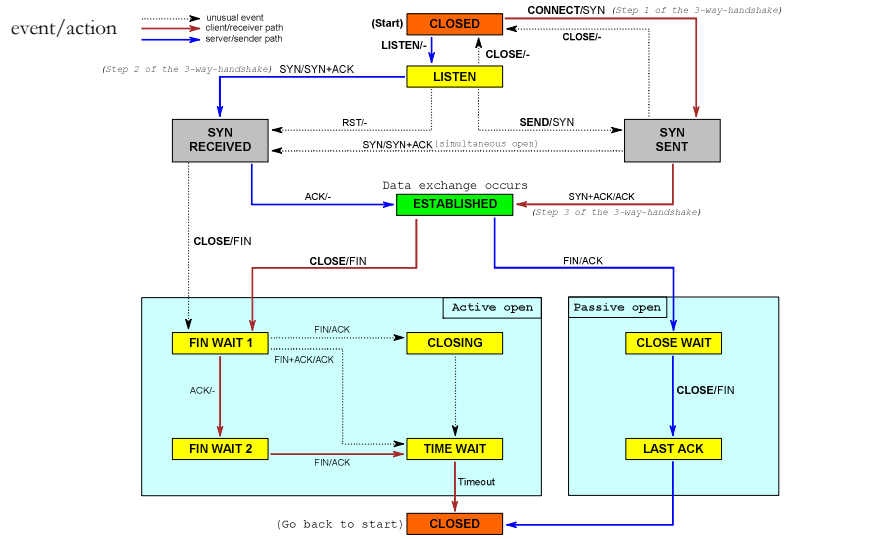 event/action
unusual event
client/receiver path
server/sender path
(Start)
CLOSED
CONNECT/SYN (Step 1 of the 3-way-handshake)
CLOSE/-
LISTEN/-
CLOSE/-
(Step 2 of the 3-way-handshake) SYN/SYN+ACK
LISTEN
RST/-
SEND/SYN
SYN
RECEIVED
SYN
SENT
SYN/SYN+ACK (simultaneous open)
Data exchange occurs
ACK/-
ESTABLISHED
SYN+ACK/ACK
(Step 3 of the 3-way-handshake)
CLOSE/FIN
CLOSE/FIN
FIN/ACK
Active open
Passive open
FIN WAIT 1
FIN/ACK
CLOSING
CLOSE WAIT
FIN+ACK/ACK
ACK/-
CLOSE/FIN
FIN WAIT 2
FIN/ACK
TIME WAIT
LAST ACK
Timeout
(Go back to start)
CLOSED